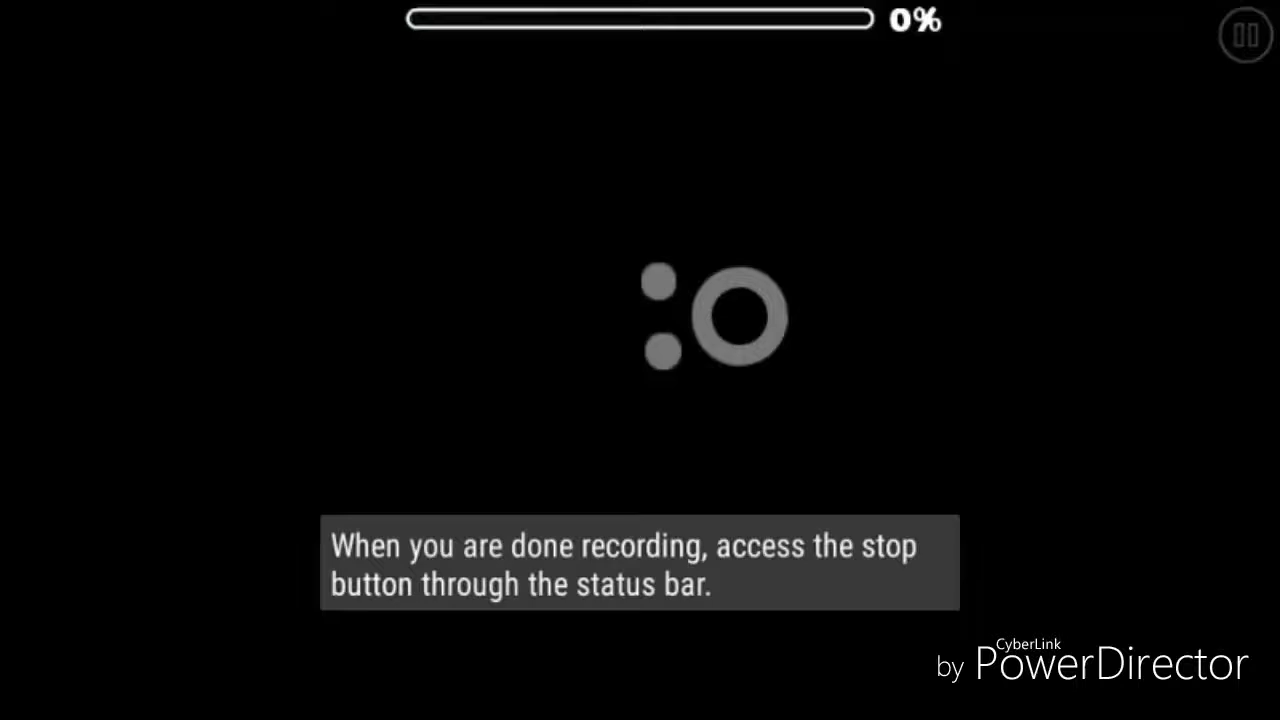 0%
When you are done recording, access the stop
button through the status bar.
CyberLink
by PowerDirector